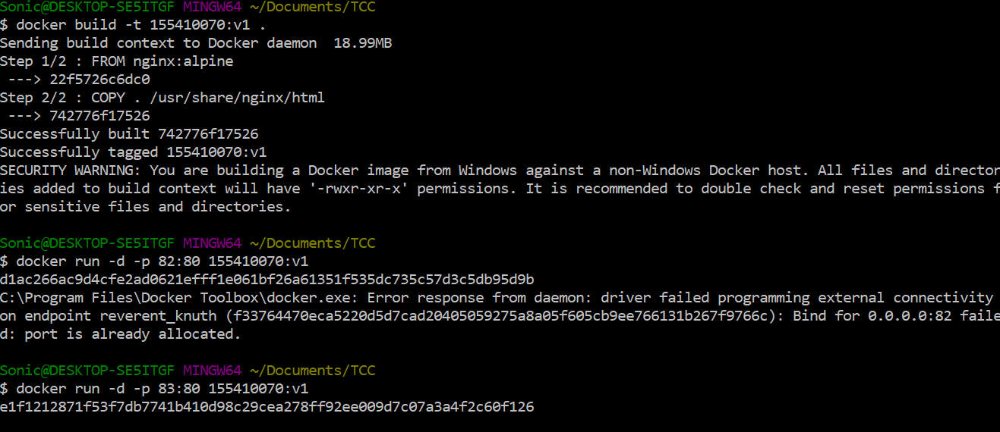 Sonic@DESKTOP-SE5ITGF MINGW64 ~/Documents/TCC
$ docker build -t 155410070:v1 .
Sending build context to Docker daemon  18.99MB
Step 1/2 : FROM nginx:alpine
 ---> 22f5726c6dc0
Step 2/2 : COPY . /usr/share/nginx/html
 ---> 742776f17526
Successfully built 742776f17526
Successfully tagged 155410070:v1
SECURITY WARNING: You are building a Docker image from Windows against a non-Windows Docker host. All files and director
ies added to build context will have '-rwxr-xr-x' permissions. It is recommended to double check and reset permissions f
or sensitive files and directories.
Sonic@DESKTOP-SE5ITGF MINGW64 ~/Documents/TCC
$ docker run -d -p 82:80 155410070:v1
d1ac266ac9d4cfe2ad0621efff1e061bf26a61351f535dc735c57d3c5db95d9b
C:\Program Files\Docker Toolbox\docker.exe: Error response from daemon: driver failed programming external connectivity
on endpoint reverent_knuth (f33764470eca5220d5d7cad20405059275a8a05f605cb9ee766131b267f9766c): Bind for 0.0.0.0:82 faile
d: port is already allocated.
Sonic@DESKTOP-SE5ITGF MINGW64 ~/Documents/TCC
$ docker run -d -p 83:80 155410070:v1
e1f1212871f53f7db7741b410d98c29cea278ff92ee009d7c07a3a4f2c60f126